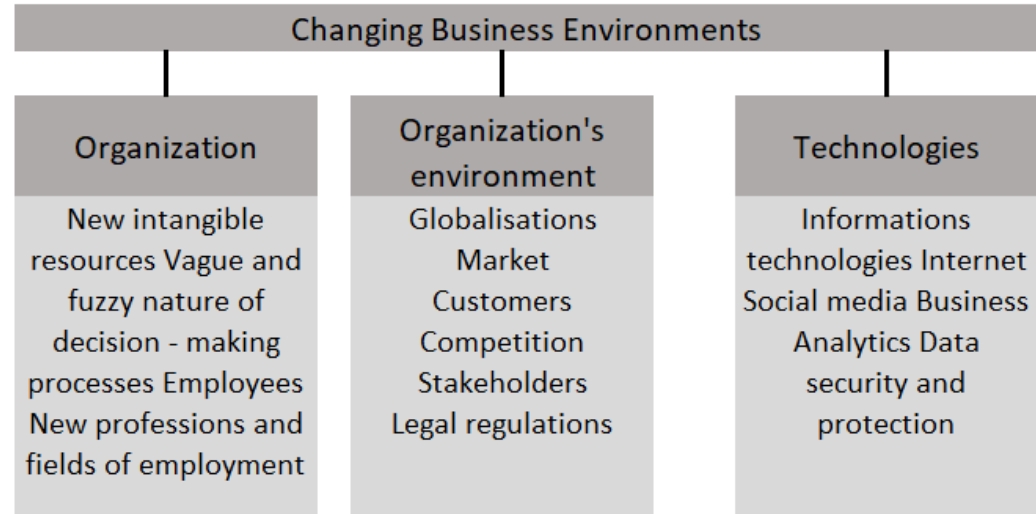 Changing Business Environments
Organization
New intangible
resources Vague and
fuzzy nature of
decision - making
processes Employees
New professions and
fields of employment
Organization's
environment
Globalisations
Market
Customers
Competition
Stakeholders
Legal regulations
Technologies
Informations
technologies Internet
Social media Business
Analytics Data
security and
protection